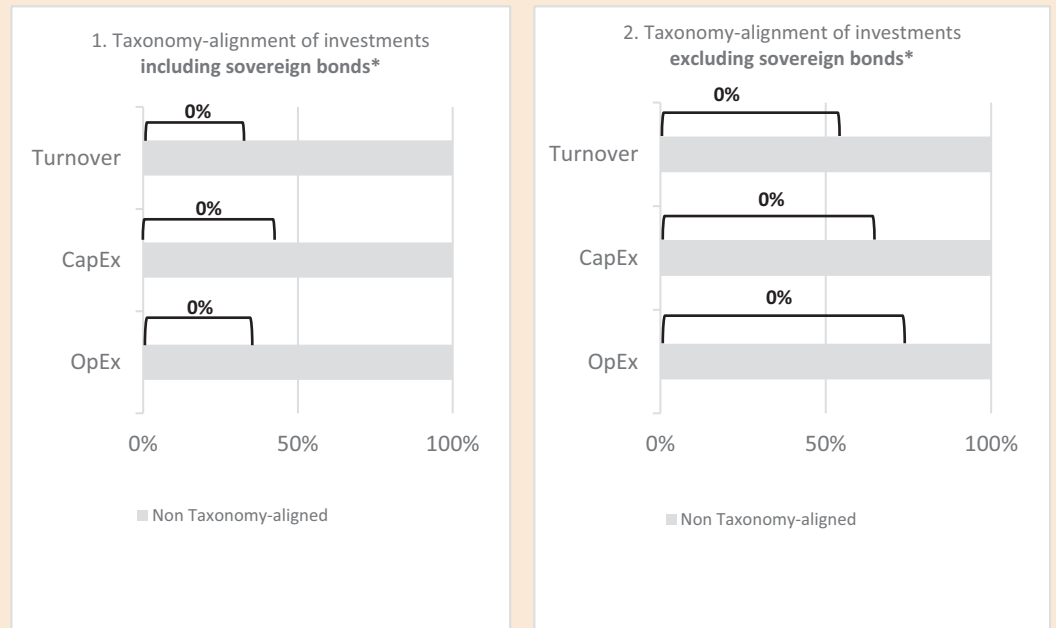 1. Taxonomy-alignment of investments
including sovereign bonds*
0%
Turnover
0%
CapEx
0%
OpEx
0% 50% 100%
Non Taxonomy-aligned
2. Taxonomy-alignment of investments
excluding sovereign bonds*
0%
Turnover
0%
CapEx
0%
OpEx
0% 50% 100%
Non Taxonomy-aligned